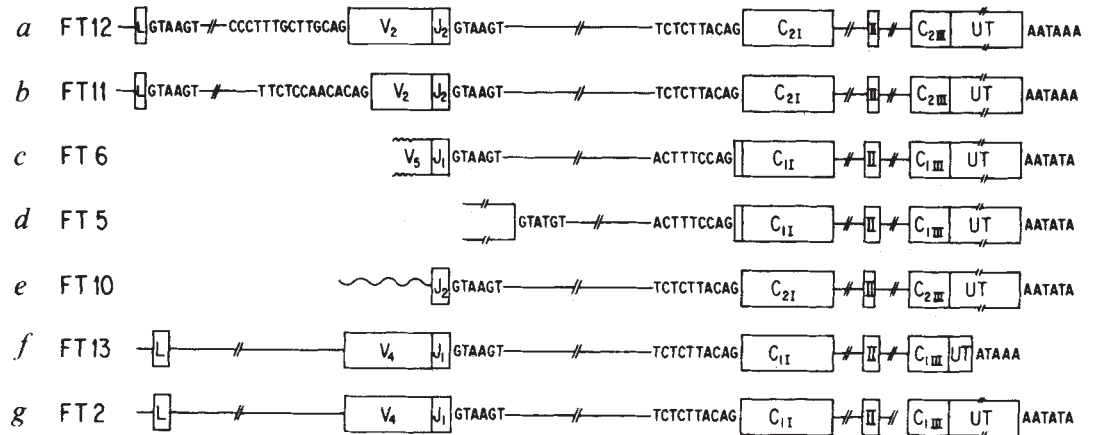 a FT12 L GTAAGT CCCTTTGCTTGCAG V2 J2 GTAAGT TCTCTTACAG C2I II C2III UT AATAAA
b FT11 L GTAAGT TTCTCCAACACAG V2 J2 GTAAGT TCTCTTACAG C2I II C2III UT AATAAA
c FT6 V5 J1 GTAAGT ACTTTCCAG C1I II C1III UT AATATA
d FT5 GTATGT ACTTTCCAG C1I II C1III UT AATATA
e FT10 J2 GTAAGT TCTCTTACAG C2I II C2III UT AATATA
f FT13 L V4 J1 GTAAGT TCTCTTACAG C1I II C1III UT ATAAA
g FT2 L V4 J1 GTAAGT TCTCTTACAG C1I II C1III UT AATATA